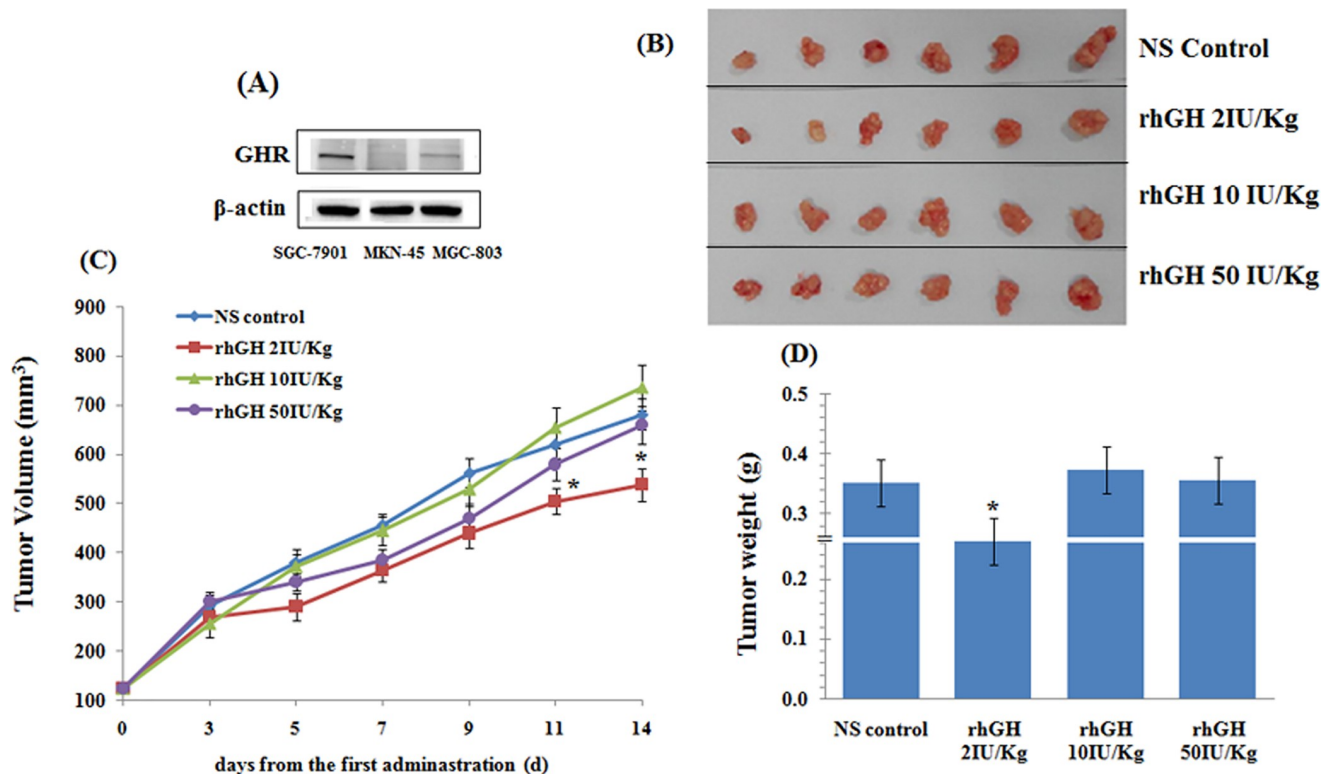 (A)
GHR
β-actin
SGC-7901 MKN-45 MGC-803
(B)
NS Control
rhGH 2IU/Kg
rhGH 10 IU/Kg
rhGH 50 IU/Kg
(C)
Tumor Volume (mm³)
900
800
700
600
500
400
300
200
100
NS control
rhGH 2IU/Kg
rhGH 10IU/Kg
rhGH 50IU/Kg
*
*
0 3 5 7 9 11 14
days from the first adminastration (d)
(D)
Tumor weight (g)
0.5
0.4
0.3
0.2
0.1
0.0
*
NS control rhGH rhGH rhGH
2IU/Kg 10IU/Kg 50IU/Kg